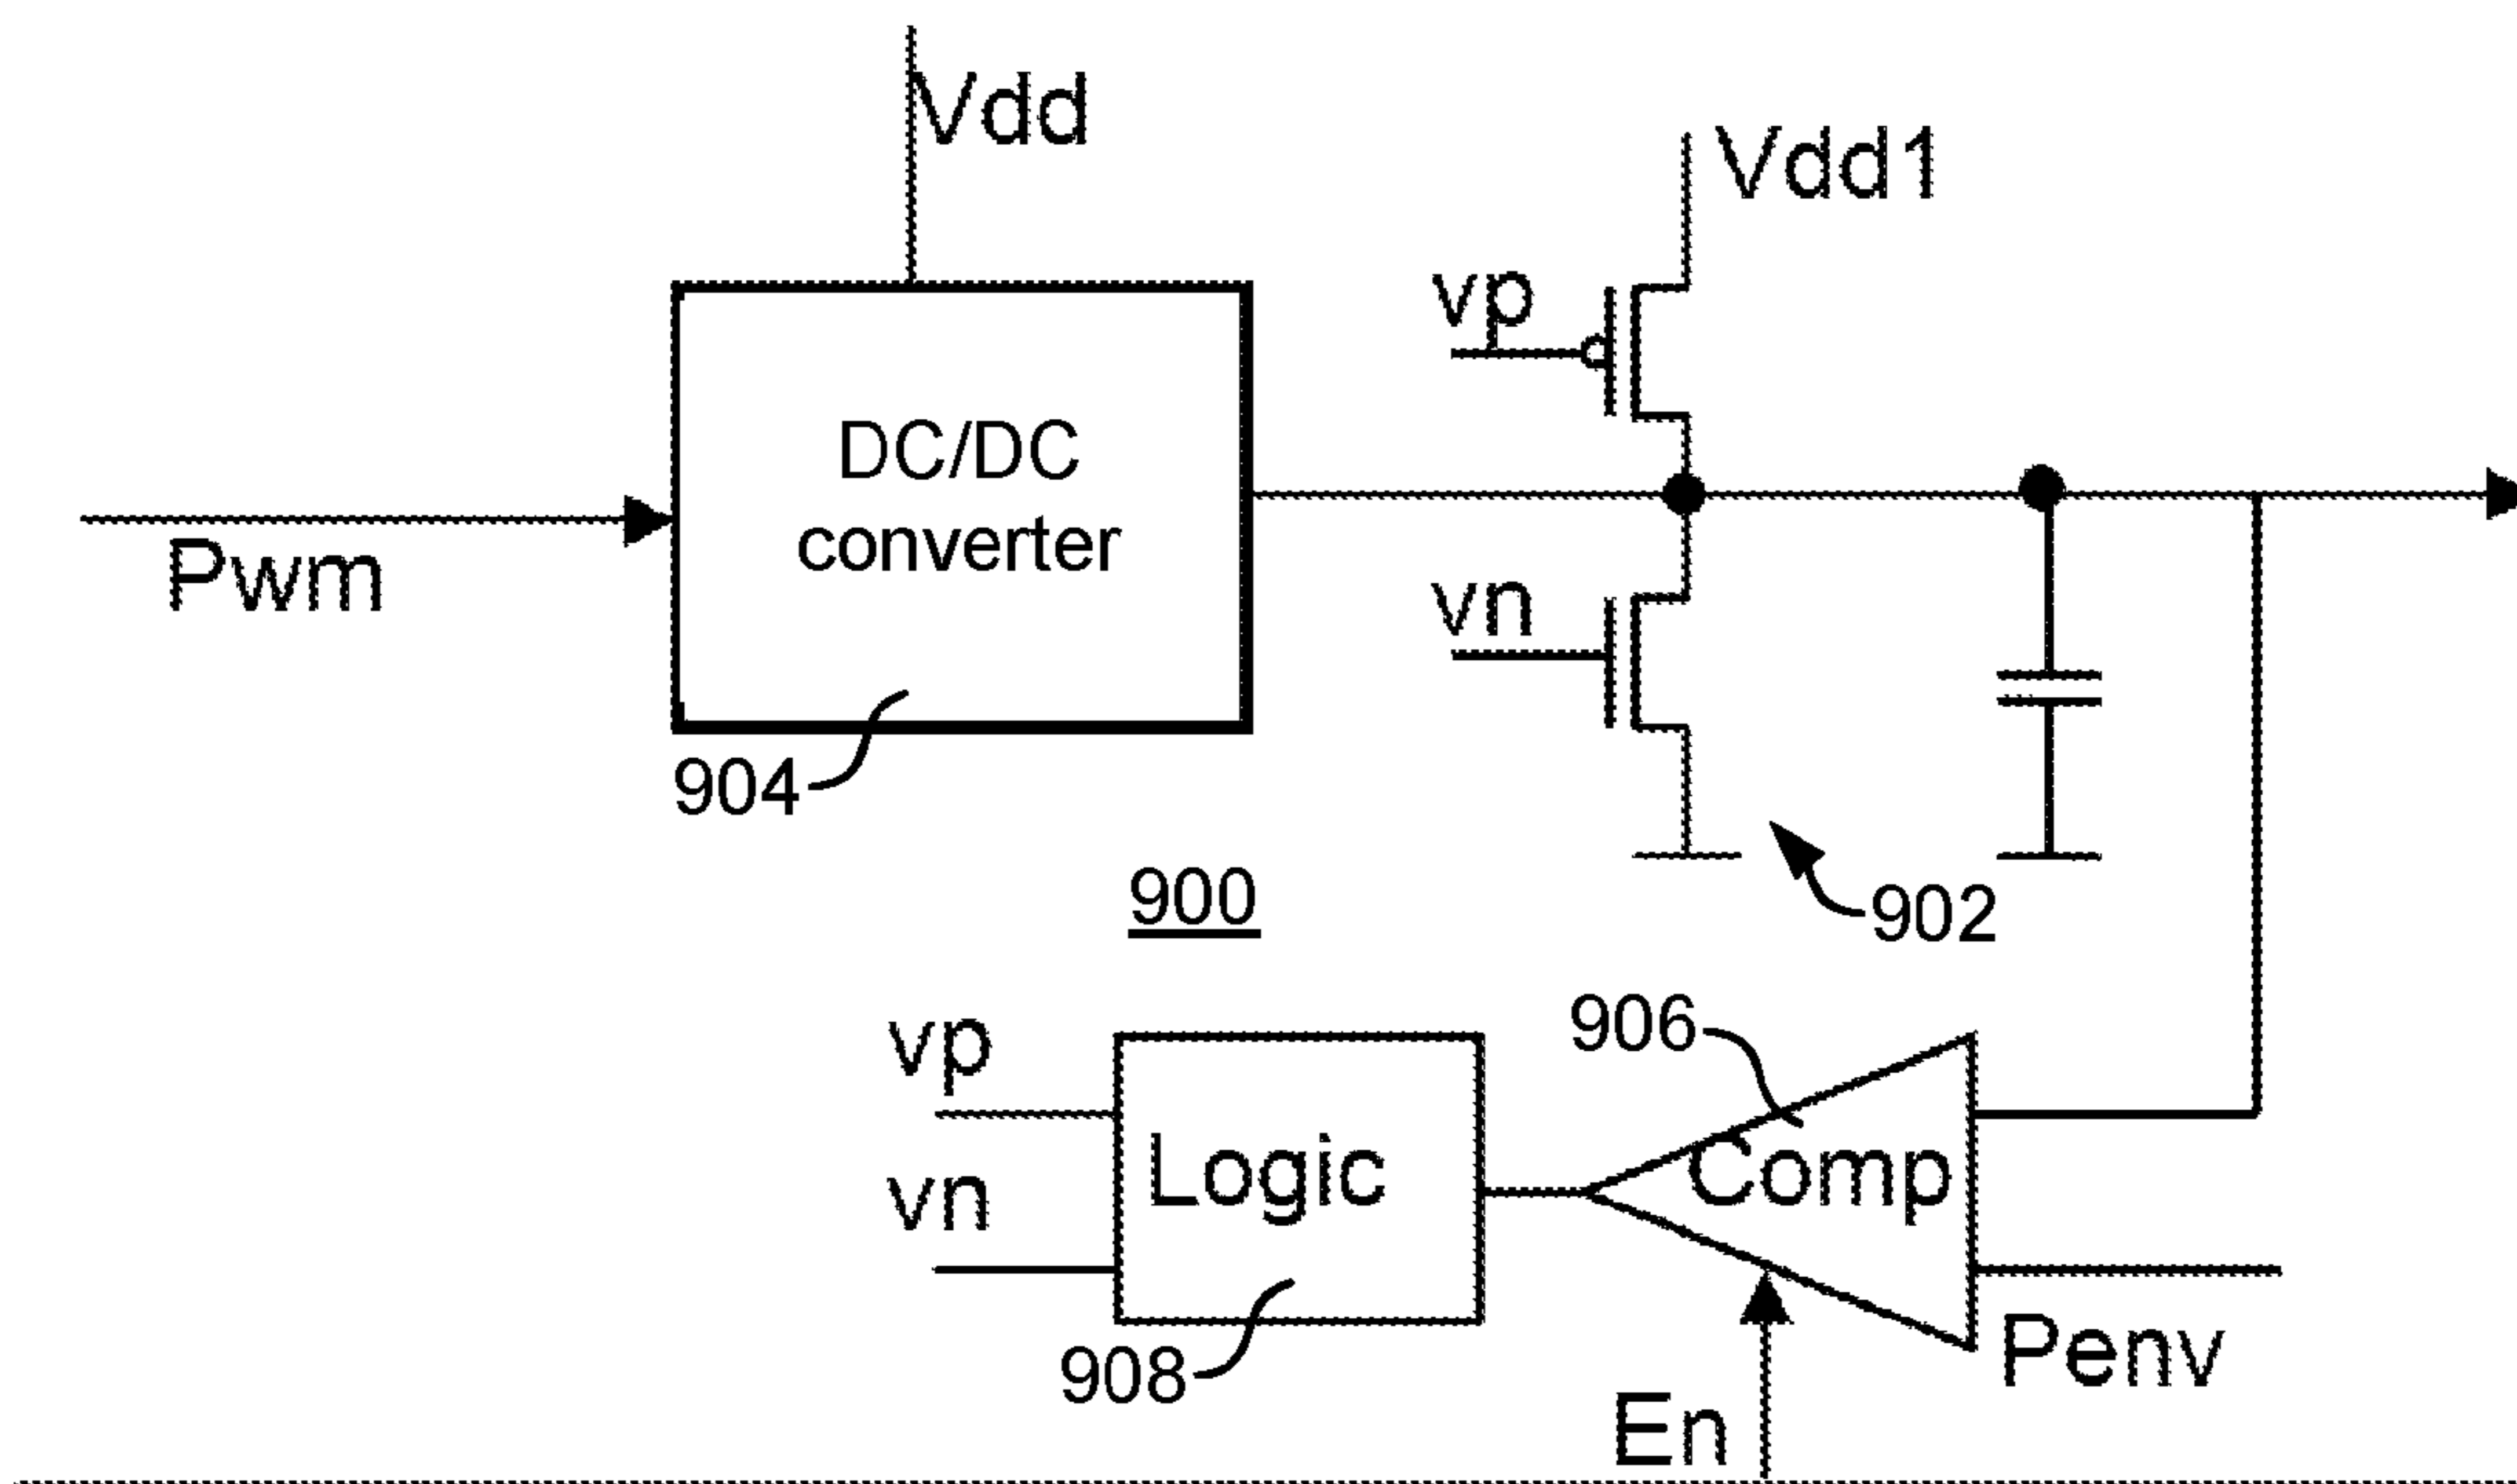 Vdd
Vdd1
vp
DC/DC
converter
Pwm
vn
904
900
902
906
vp
Logic
Comp
vn
908
Penv
En